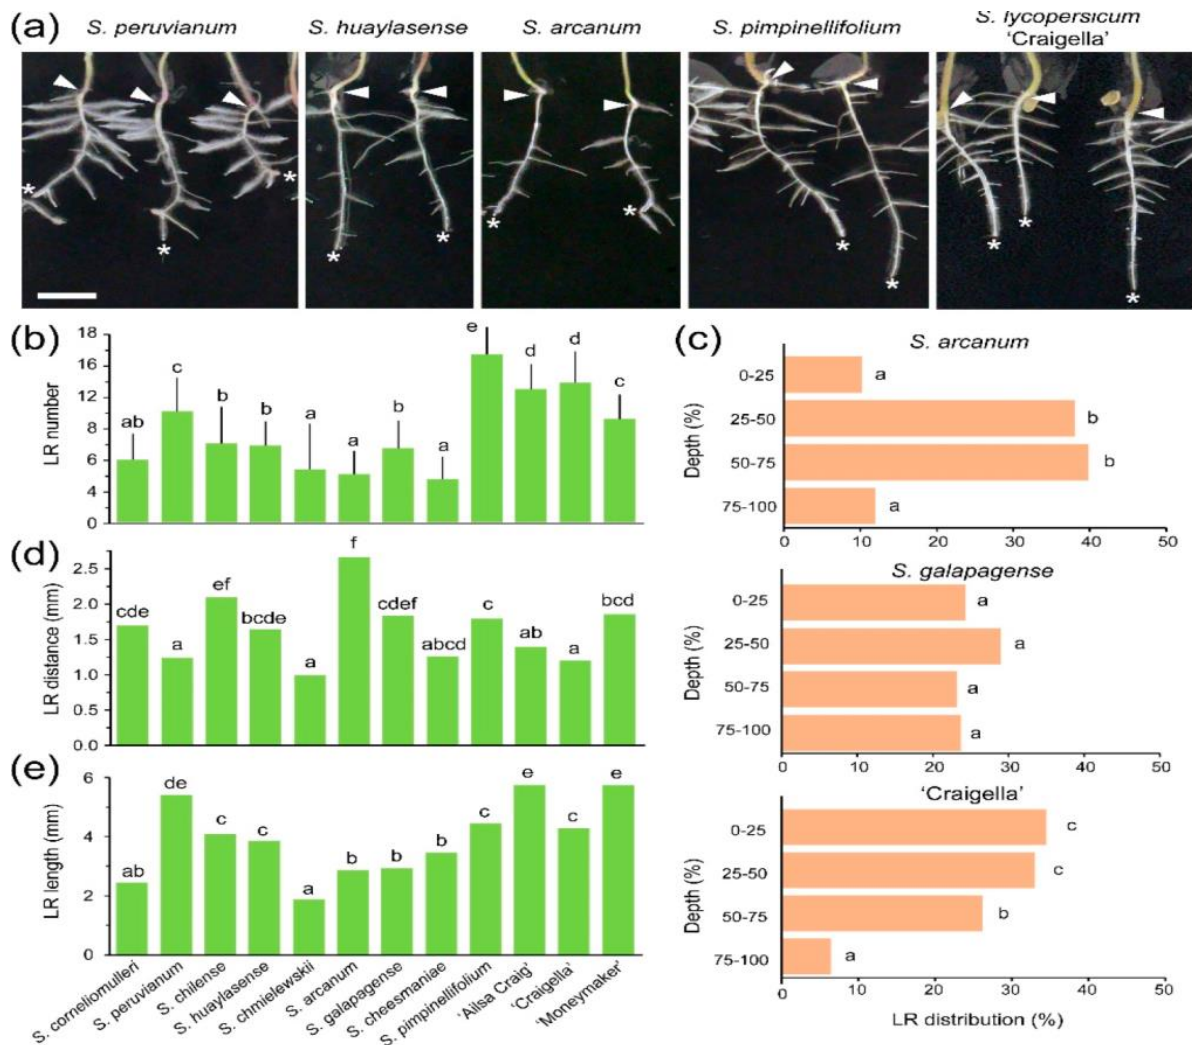 (a)
S. peruvianum
S. huaylasense
S. arcanum
S. pimpinellifolium
S. lycopersicum
'Craigella'
* * *
* *
* *
* *
* * *
(b)
LR number
18
12
8
6
4
0
ab
c
b
b
a
a
b
a
e
d
d
c
(d)
LR distance (mm)
2.5
2.0
1.5
1.0
0.5
0.0
cde
a
ef
bcde
a
f
cdef
abcd
c
ab
a
bcd
(e)
LR length (mm)
6
4
2
0
ab
de
c
c
a
b
b
b
c
e
c
e
S. corneliomulleri
S. peruvianum
S. chilense
S. huaylasense
S. chmielewskii
S. arcanum
S. galapagense
S. cheesmaniae
S. pimpinellifolium
'Ailsa Craig'
'Craigella'
'Moneymaker'
(c)
S. arcanum
Depth (%)
0-25 a
25-50 b
50-75 b
75-100 a
0 10 20 30 40 50
S. galapagense
Depth (%)
0-25 a
25-50 a
50-75 a
75-100 a
0 10 20 30 40 50
'Craigella'
Depth (%)
0-25 c
25-50 c
50-75 b
75-100 a
0 10 20 30 40 50
LR distribution (%)